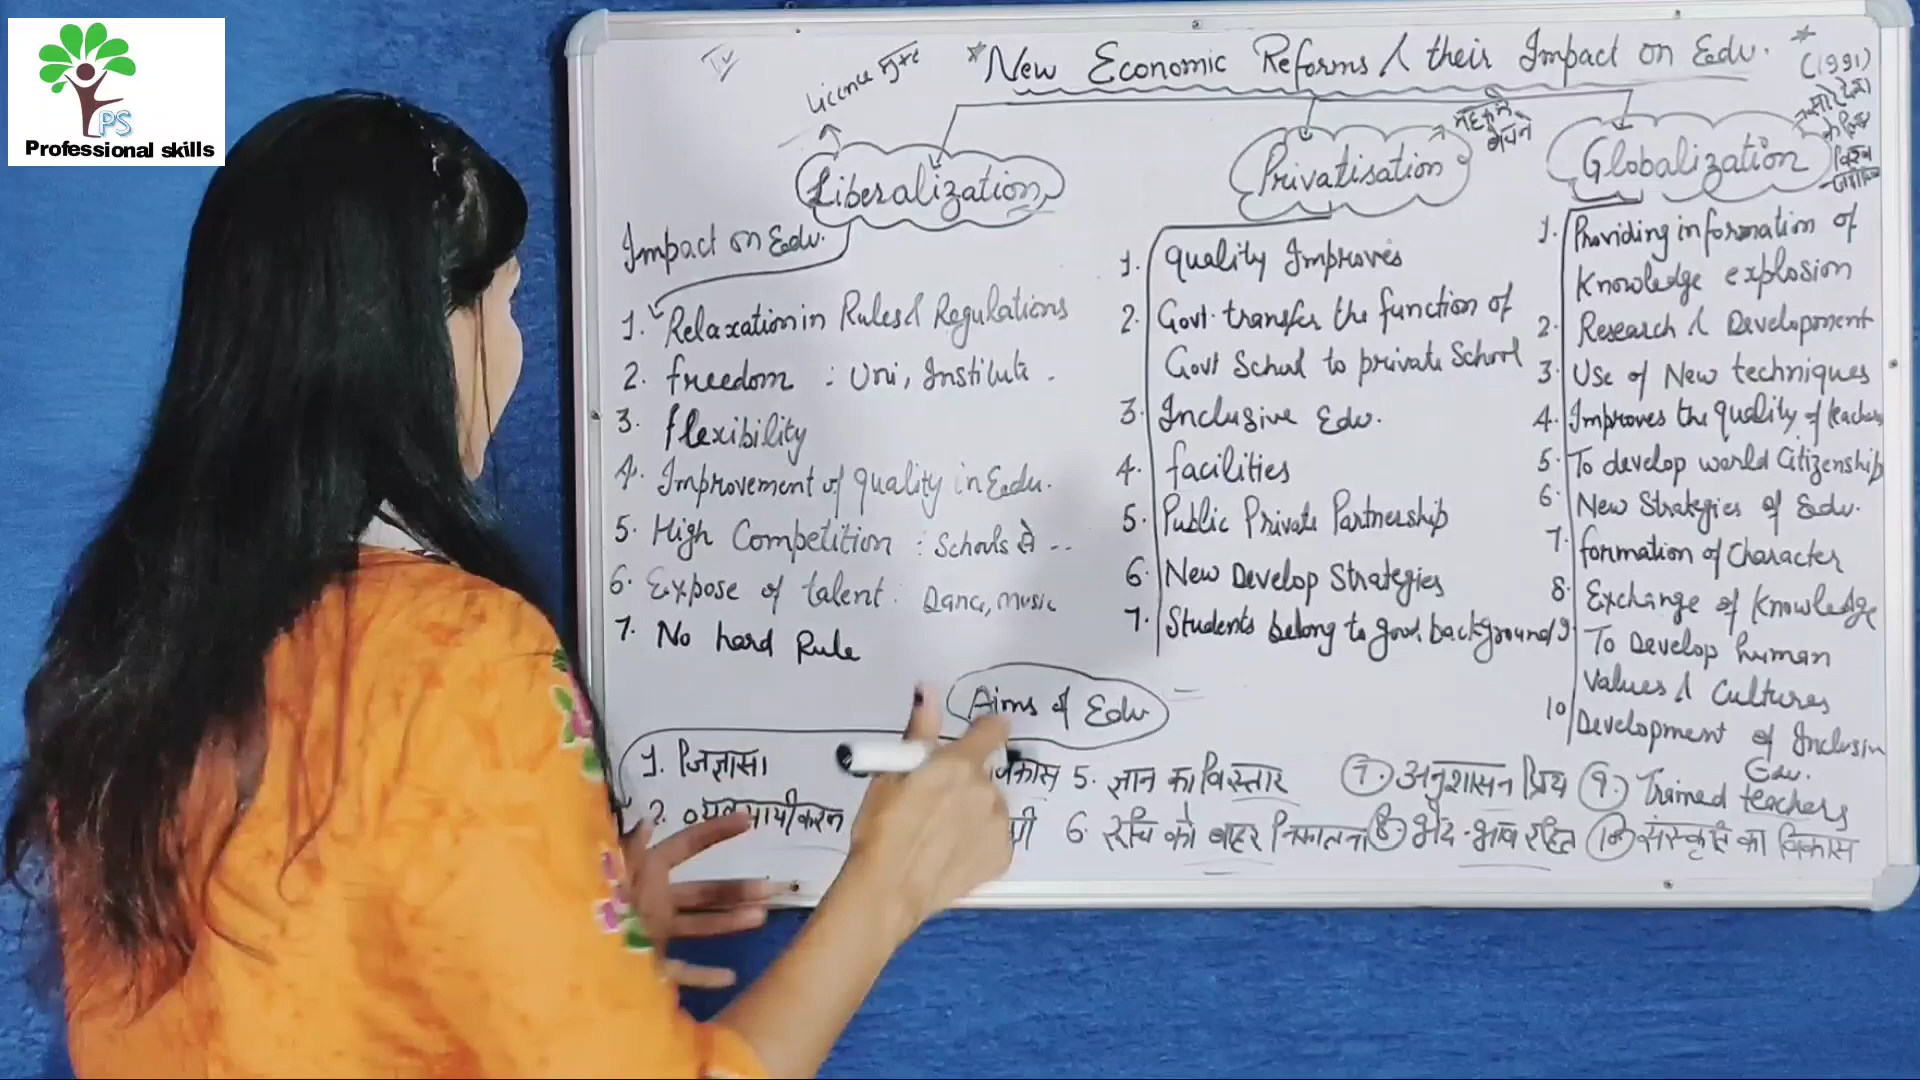 PS
Professional skills
IV
Licence
*New Economic Reforms & their Impact on Edu. *
(1991)
Liberalization
Privatisation
Globalization
Impact on Edu.
1. Relaxation in Rules & Regulations
2. freedom : Uni, Institute .
3. flexibility
4. Improvement of quality in Edu.
5. High Competition : Schools से --
6. Expose of talent : Dance, music
7. No hard Rule
1. Quality Improves
2. Govt. transfer the function of
Govt School to private School
3. Inclusive Edu.
4. facilities
5. Public Private Partnership
6. New Develop Strategies
7. Students belong to good background
1. Providing information of
Knowledge explosion
2. Research & Development
3. Use of New techniques
4. Improves the quality of teachers
5. To develop world Citizenship
6. New Strategies of Edu.
7. formation of Character
8. Exchange of Knowledge
9. To Develop human
Values & Cultures
10 Development of Inclusin
Edu.
Aims of Edu
1. जिज्ञासा
2.
5. ज्ञान का विस्तार
6. रुचि को बाहर निकालना
7. अनुशासन प्रिय
8. भेद-भाव रहित
9. Trained teachers
10 संस्कृति का विकास